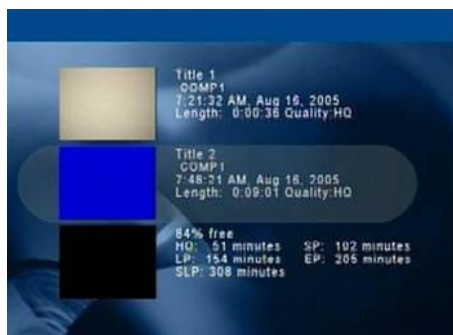 Title 1
COMP1
7:21:32 AM, Aug 16, 2005
Length: 0:00:36 Quality:HQ
Title 2
COMP1
7:48:21 AM, Aug 16, 2005
Length: 0:09:01 Quality:HQ
84% free
HQ: 51 minutes SP: 102 minutes
LP: 154 minutes EP: 205 minutes
SLP: 308 minutes